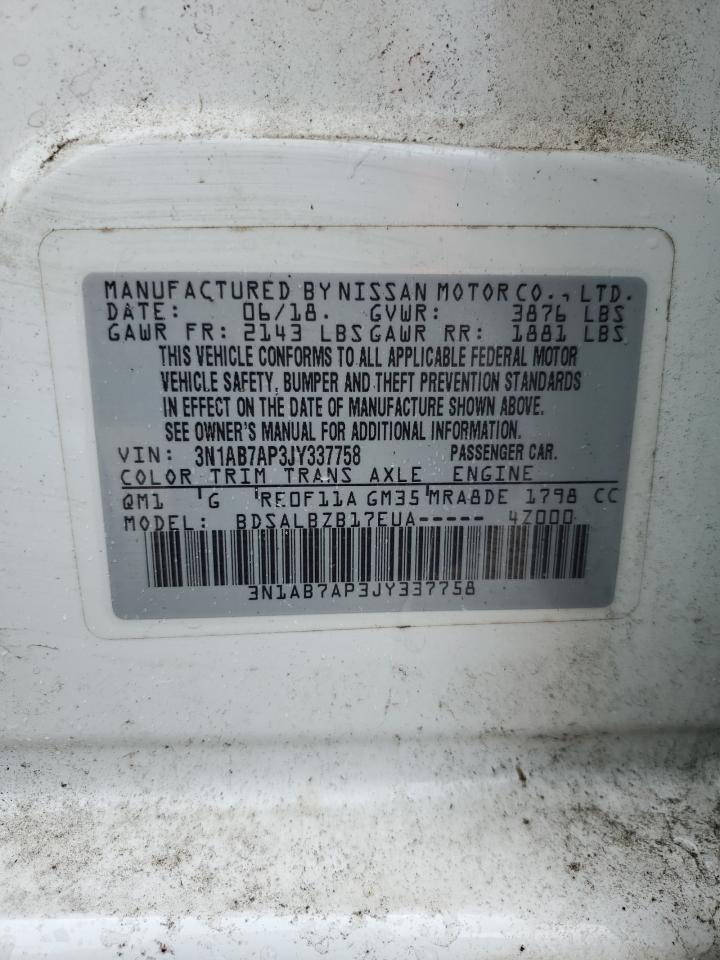 MANUFACTURED BY NISSAN MOTOR CO., LTD.
DATE: 06/18. GVWR: 3876 LBS
GAWR FR: 2143 LBS GAWR RR: 1881 LBS
THIS VEHICLE CONFORMS TO ALL APPLICABLE FEDERAL MOTOR
VEHICLE SAFETY, BUMPER AND THEFT PREVENTION STANDARDS
IN EFFECT ON THE DATE OF MANUFACTURE SHOWN ABOVE.
SEE OWNER'S MANUAL FOR ADDITIONAL INFORMATION.
VIN: 3N1AB7AP3JY337758 PASSENGER CAR.
COLOR TRIM TRANS AXLE ENGINE
QM1 G RE0F11A GM35 MRA8DE 1798 CC
MODEL: BDSALBZB17EUA----- 4Z000
3N1AB7AP3JY337758